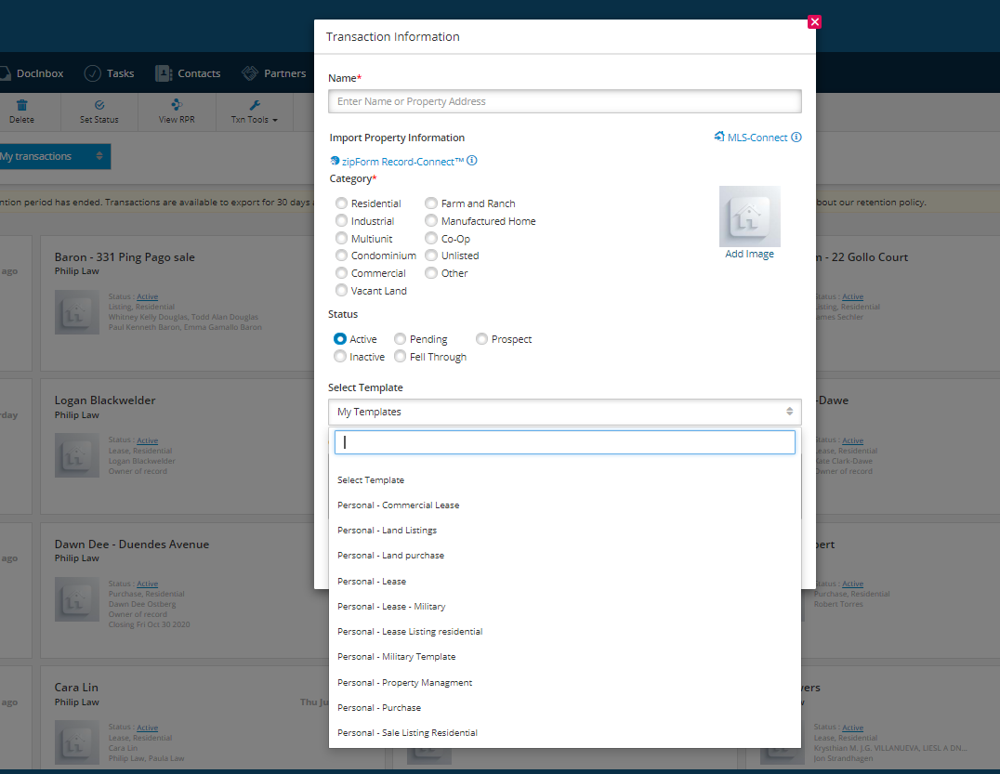 Transaction Information
DocInbox
Tasks
Contacts
Partners
Delete
Set Status
View RPR
Txn Tools
My transactions
ntion period has ended. Transactions are available to export for 30 days
bout our retention policy.
Name*
Enter Name or Property Address
Import Property Information
MLS-Connect
zipForm Record-Connect™
Category*
Residential
Farm and Ranch
Industrial
Manufactured Home
Multiunit
Co-Op
Condominium
Unlisted
Commercial
Other
Vacant Land
Add Image
Status
Active
Pending
Prospect
Inactive
Fell Through
Select Template
My Templates
Select Template
Personal - Commercial Lease
Personal - Land Listings
Personal - Land purchase
Personal - Lease
Personal - Lease - Military
Personal - Lease Listing residential
Personal - Military Template
Personal - Property Managment
Personal - Purchase
Personal - Sale Listing Residential
ago
Baron - 331 Ping Pago sale
Philip Law
Status : Active
Listing, Residential
Whitney Kelly Douglas, Todd Alan Douglas
Paul Kenneth Baron, Emma Gamallo Baron
- 22 Gollo Court
Status : Active
Listing, Residential
James Sechler
day
Logan Blackwelder
Philip Law
Status : Active
Lease, Residential
Logan Blackwelder
Owner of record
-Dawe
Status : Active
Lease, Residential
Kate Clark-Dawe
Owner of record
ago
Dawn Dee - Duendes Avenue
Philip Law
Status : Active
Purchase, Residential
Dawn Dee Ostberg
Owner of record
Closing Fri Oct 30 2020
bert
Status : Active
Purchase, Residential
Robert Torres
ago
Cara Lin
Philip Law
Thu Ju
Status : Active
Lease, Residential
Cara Lin
Philip Law, Paula Law
wers
Status : Active
Lease, Residential
Krysthian M. J.G. VILLANUEVA, LIESL A DN...
Jon Strandhagen